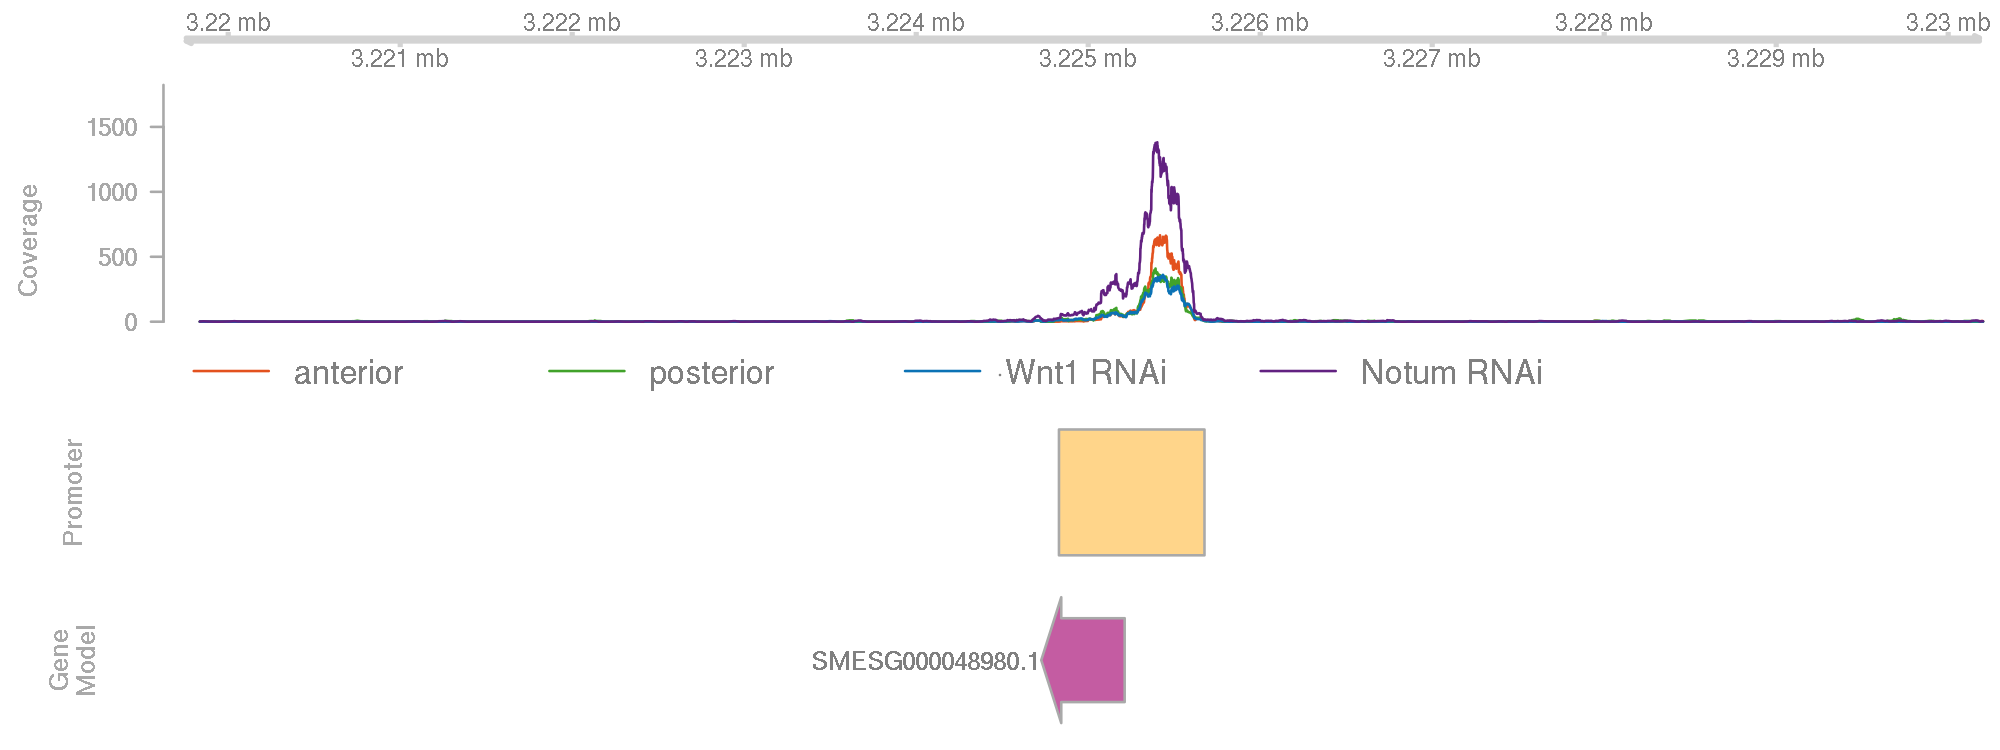 3.22 mb 3.222 mb 3.224 mb 3.226 mb 3.228 mb 3.23 mb
3.221 mb 3.223 mb 3.225 mb 3.227 mb 3.229 mb
Coverage
1500
1000
500
0
anterior posterior Wnt1 RNAi Notum RNAi
Promoter
Gene
Model
SMESG000048980.1